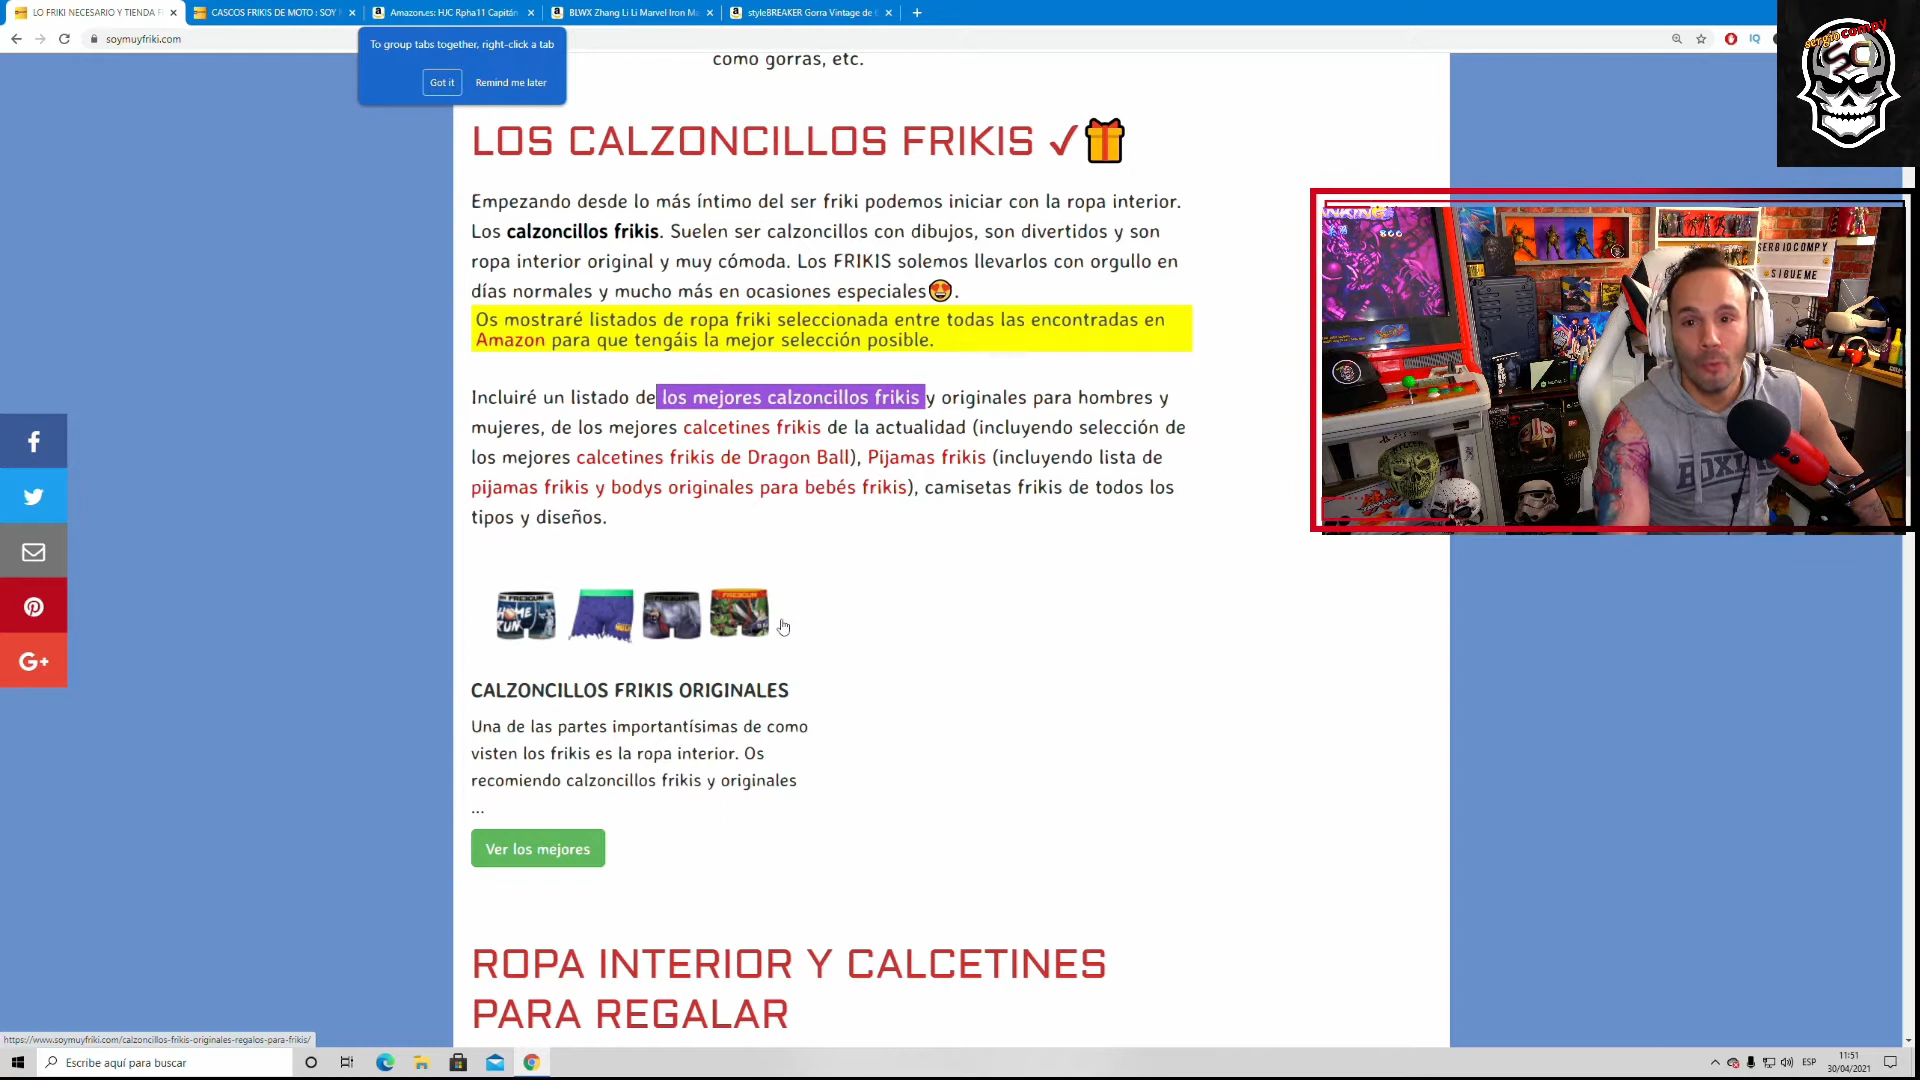 LO FRIKI NECESARIO Y TIENDA F
CASCOS FRIKIS DE MOTO : SOY
Amazon.es: HJC Rpha11 Capitán
BLWX Zhang Li Li Marvel Iron M
styleBREAKER Gorra Vintage de
soymuyfriki.com
To group tabs together, right-click a tab
Got it
Remind me later
sergio compy
SC
como gorras, etc.
LOS CALZONCILLOS FRIKIS
Empezando desde lo más íntimo del ser friki podemos iniciar con la ropa interior.
Los calzoncillos frikis. Suelen ser calzoncillos con dibujos, son divertidos y son
ropa interior original y muy cómoda. Los FRIKIS solemos llevarlos con orgullo en
días normales y mucho más en ocasiones especiales😍.
Os mostraré listados de ropa friki seleccionada entre todas las encontradas en
Amazon para que tengáis la mejor selección posible.
Incluiré un listado de los mejores calzoncillos frikis y originales para hombres y
mujeres, de los mejores calcetines frikis de la actualidad (incluyendo selección de
los mejores calcetines frikis de Dragon Ball), Pijamas frikis (incluyendo lista de
pijamas frikis y bodys originales para bebés frikis), camisetas frikis de todos los
tipos y diseños.
800
SERGIOCOMPY
SIGUEME
BOXING
FREEGUN
HOME
RUN
FREEGUN
FREEGUN
CALZONCILLOS FRIKIS ORIGINALES
Una de las partes importantísimas de como
visten los frikis es la ropa interior. Os
recomiendo calzoncillos frikis y originales
...
Ver los mejores
ROPA INTERIOR Y CALCETINES
PARA REGALAR
https://www.soymuyfriki.com/calzoncillos-frikis-originales-regalos-para-frikis/
Escribe aquí para buscar
ESP
11:51
30/04/2021